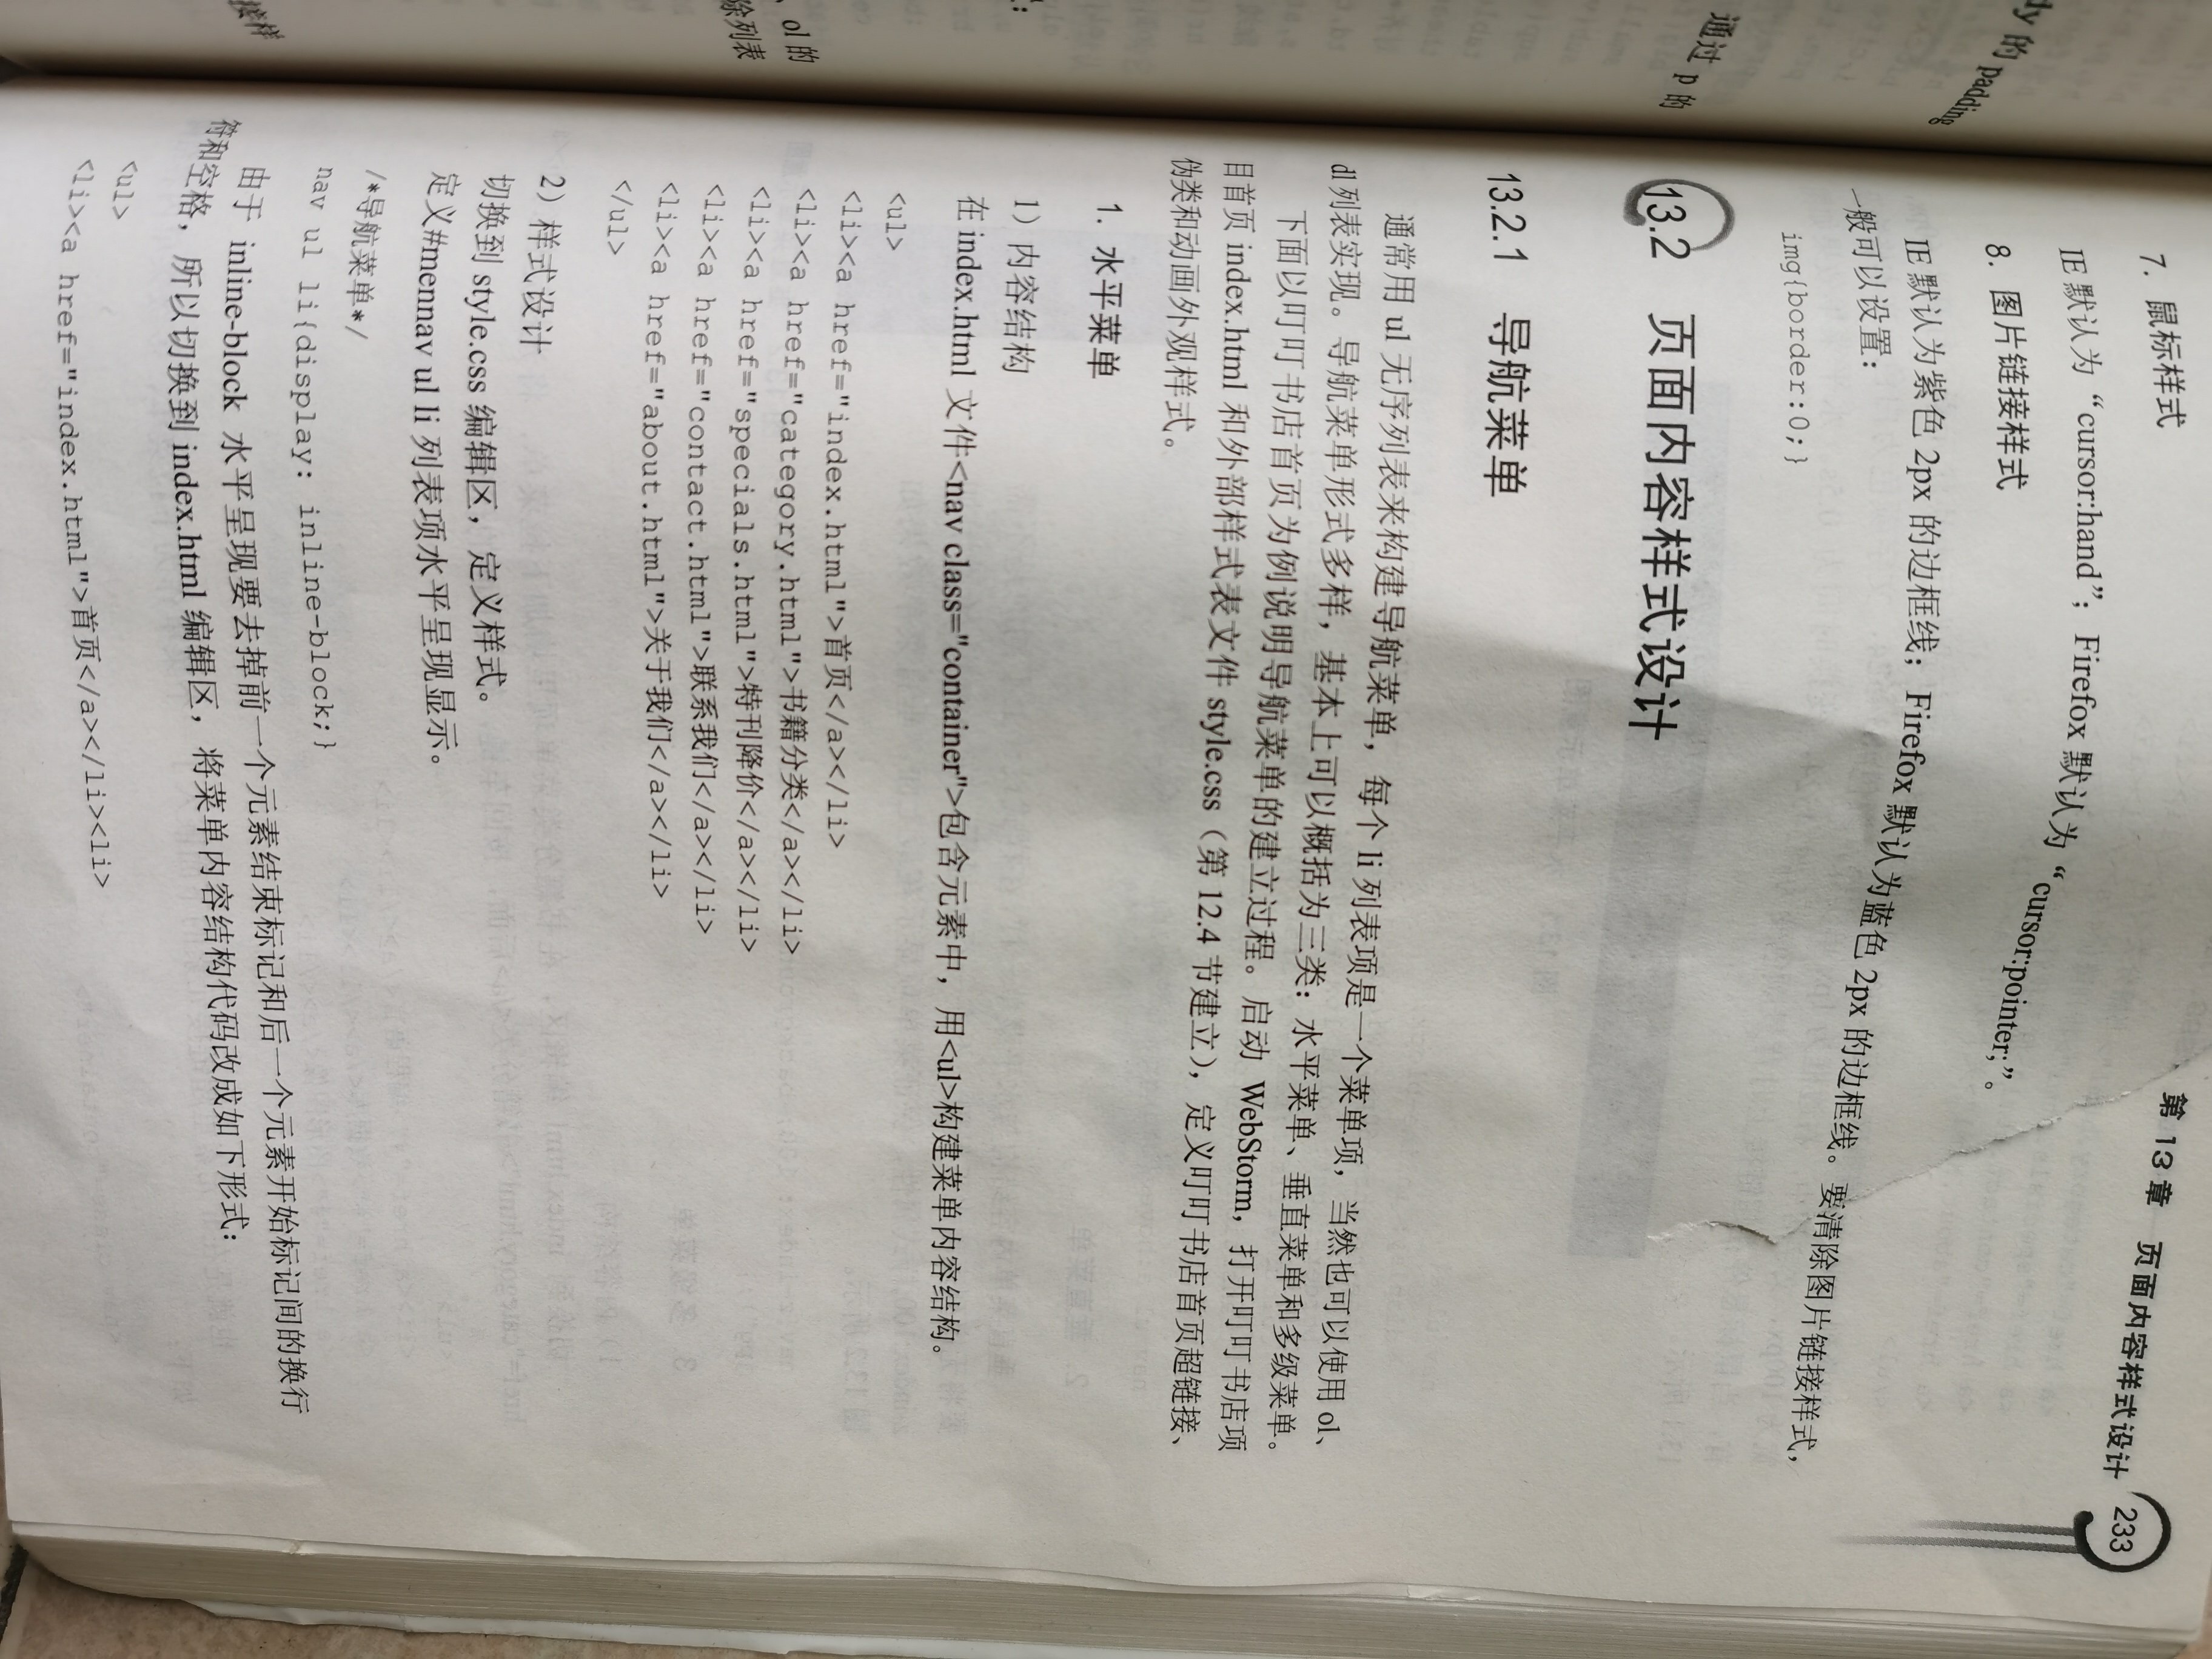 第 13 章 页面内容样式设计 233
7. 鼠标样式
IE 默认为“cursor:hand”；Firefox 默认为“cursor:pointer;”。
8. 图片链接样式
IE 默认为紫色 2px 的边框线；Firefox 默认为蓝色 2px 的边框线。要清除图片链接样式，
一般可以设置：
img{border:0;}
13.2 页面内容样式设计
13.2.1 导航菜单
通常用 ul 无序列表来构建导航菜单，每个 li 列表项是一个菜单项，当然也可以使用 ol、
dl 列表实现。导航菜单形式多样，基本上可以概括为三类：水平菜单、垂直菜单和多级菜单。
下面以叮叮书店首页为例说明导航菜单的建立过程。启动 WebStorm，打开叮叮书店项
目首页 index.html 和外部样式表文件 style.css（第 12.4 节建立），定义叮叮书店首页超链接、
伪类和动画外观样式。
1. 水平菜单
1）内容结构
在 index.html 文件<nav class="container">包含元素中，用<ul>构建菜单内容结构。
<ul>
<li><a href="index.html">首页</a></li>
<li><a href="category.html">书籍分类</a></li>
<li><a href="specials.html">特刊降价</a></li>
<li><a href="contact.html">联系我们</a></li>
<li><a href="about.html">关于我们</a></li>
</ul>
2）样式设计
切换到 style.css 编辑区，定义样式。
定义#mennav ul li 列表项水平呈现显示。
/*导航菜单*/
nav ul li{display: inline-block;}
由于 inline-block 水平呈现要去掉前一个元素结束标记和后一个元素开始标记间的换行
符和空格，所以切换到 index.html 编辑区，将菜单内容结构代码改成如下形式：
<ul>
<li><a href="index.html">首页</a></li><li>
dy 的 padding
通过 p 的
、ol 的
除列表
接样